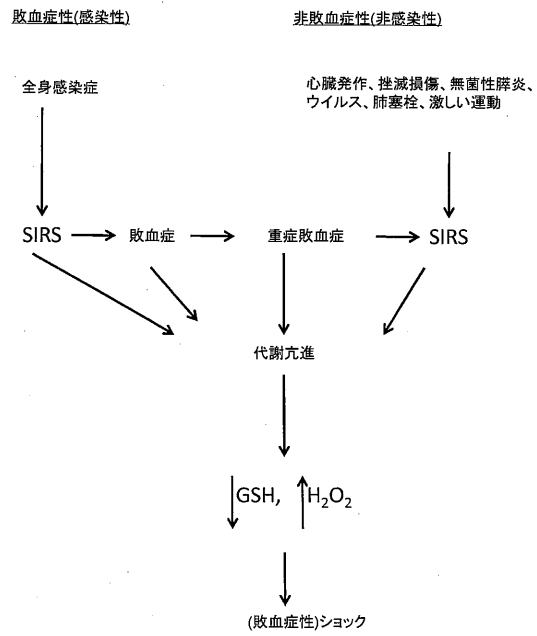 敗血症性(感染性)
非敗血症性(非感染性)
全身感染症
心臓発作、挫滅損傷、無菌性膵炎、
ウイルス、肺塞栓、激しい運動
SIRS
敗血症
重症敗血症
SIRS
代謝亢進
GSH,
H₂O₂
(敗血症性)ショック